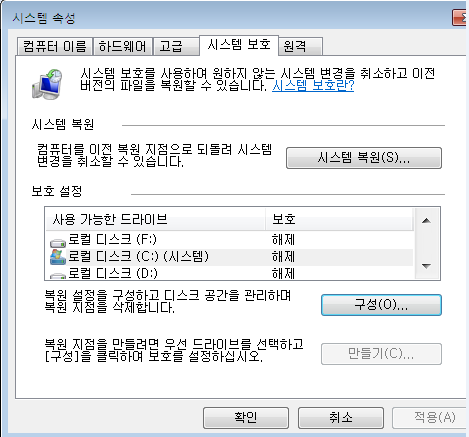 시스템 속성
컴퓨터 이름 하드웨어 고급 시스템 보호 원격
시스템 보호를 사용하여 원하지 않는 시스템 변경을 취소하고 이전
버전의 파일을 복원할 수 있습니다. 시스템 보호란?
시스템 복원
컴퓨터를 이전 복원 지점으로 되돌려 시스템
변경을 취소할 수 있습니다.
시스템 복원(S)...
보호 설정
사용 가능한 드라이브 보호
로컬 디스크 (F:) 해제
로컬 디스크 (C:) (시스템) 해제
로컬 디스크 (D:) 해제
복원 설정을 구성하고 디스크 공간을 관리하며
복원 지점을 삭제합니다.
구성(O)...
복원 지점을 만들려면 우선 드라이브를 선택하고
[구성]을 클릭하여 보호를 설정하십시오.
만들기(C)...
확인 취소 적용(A)